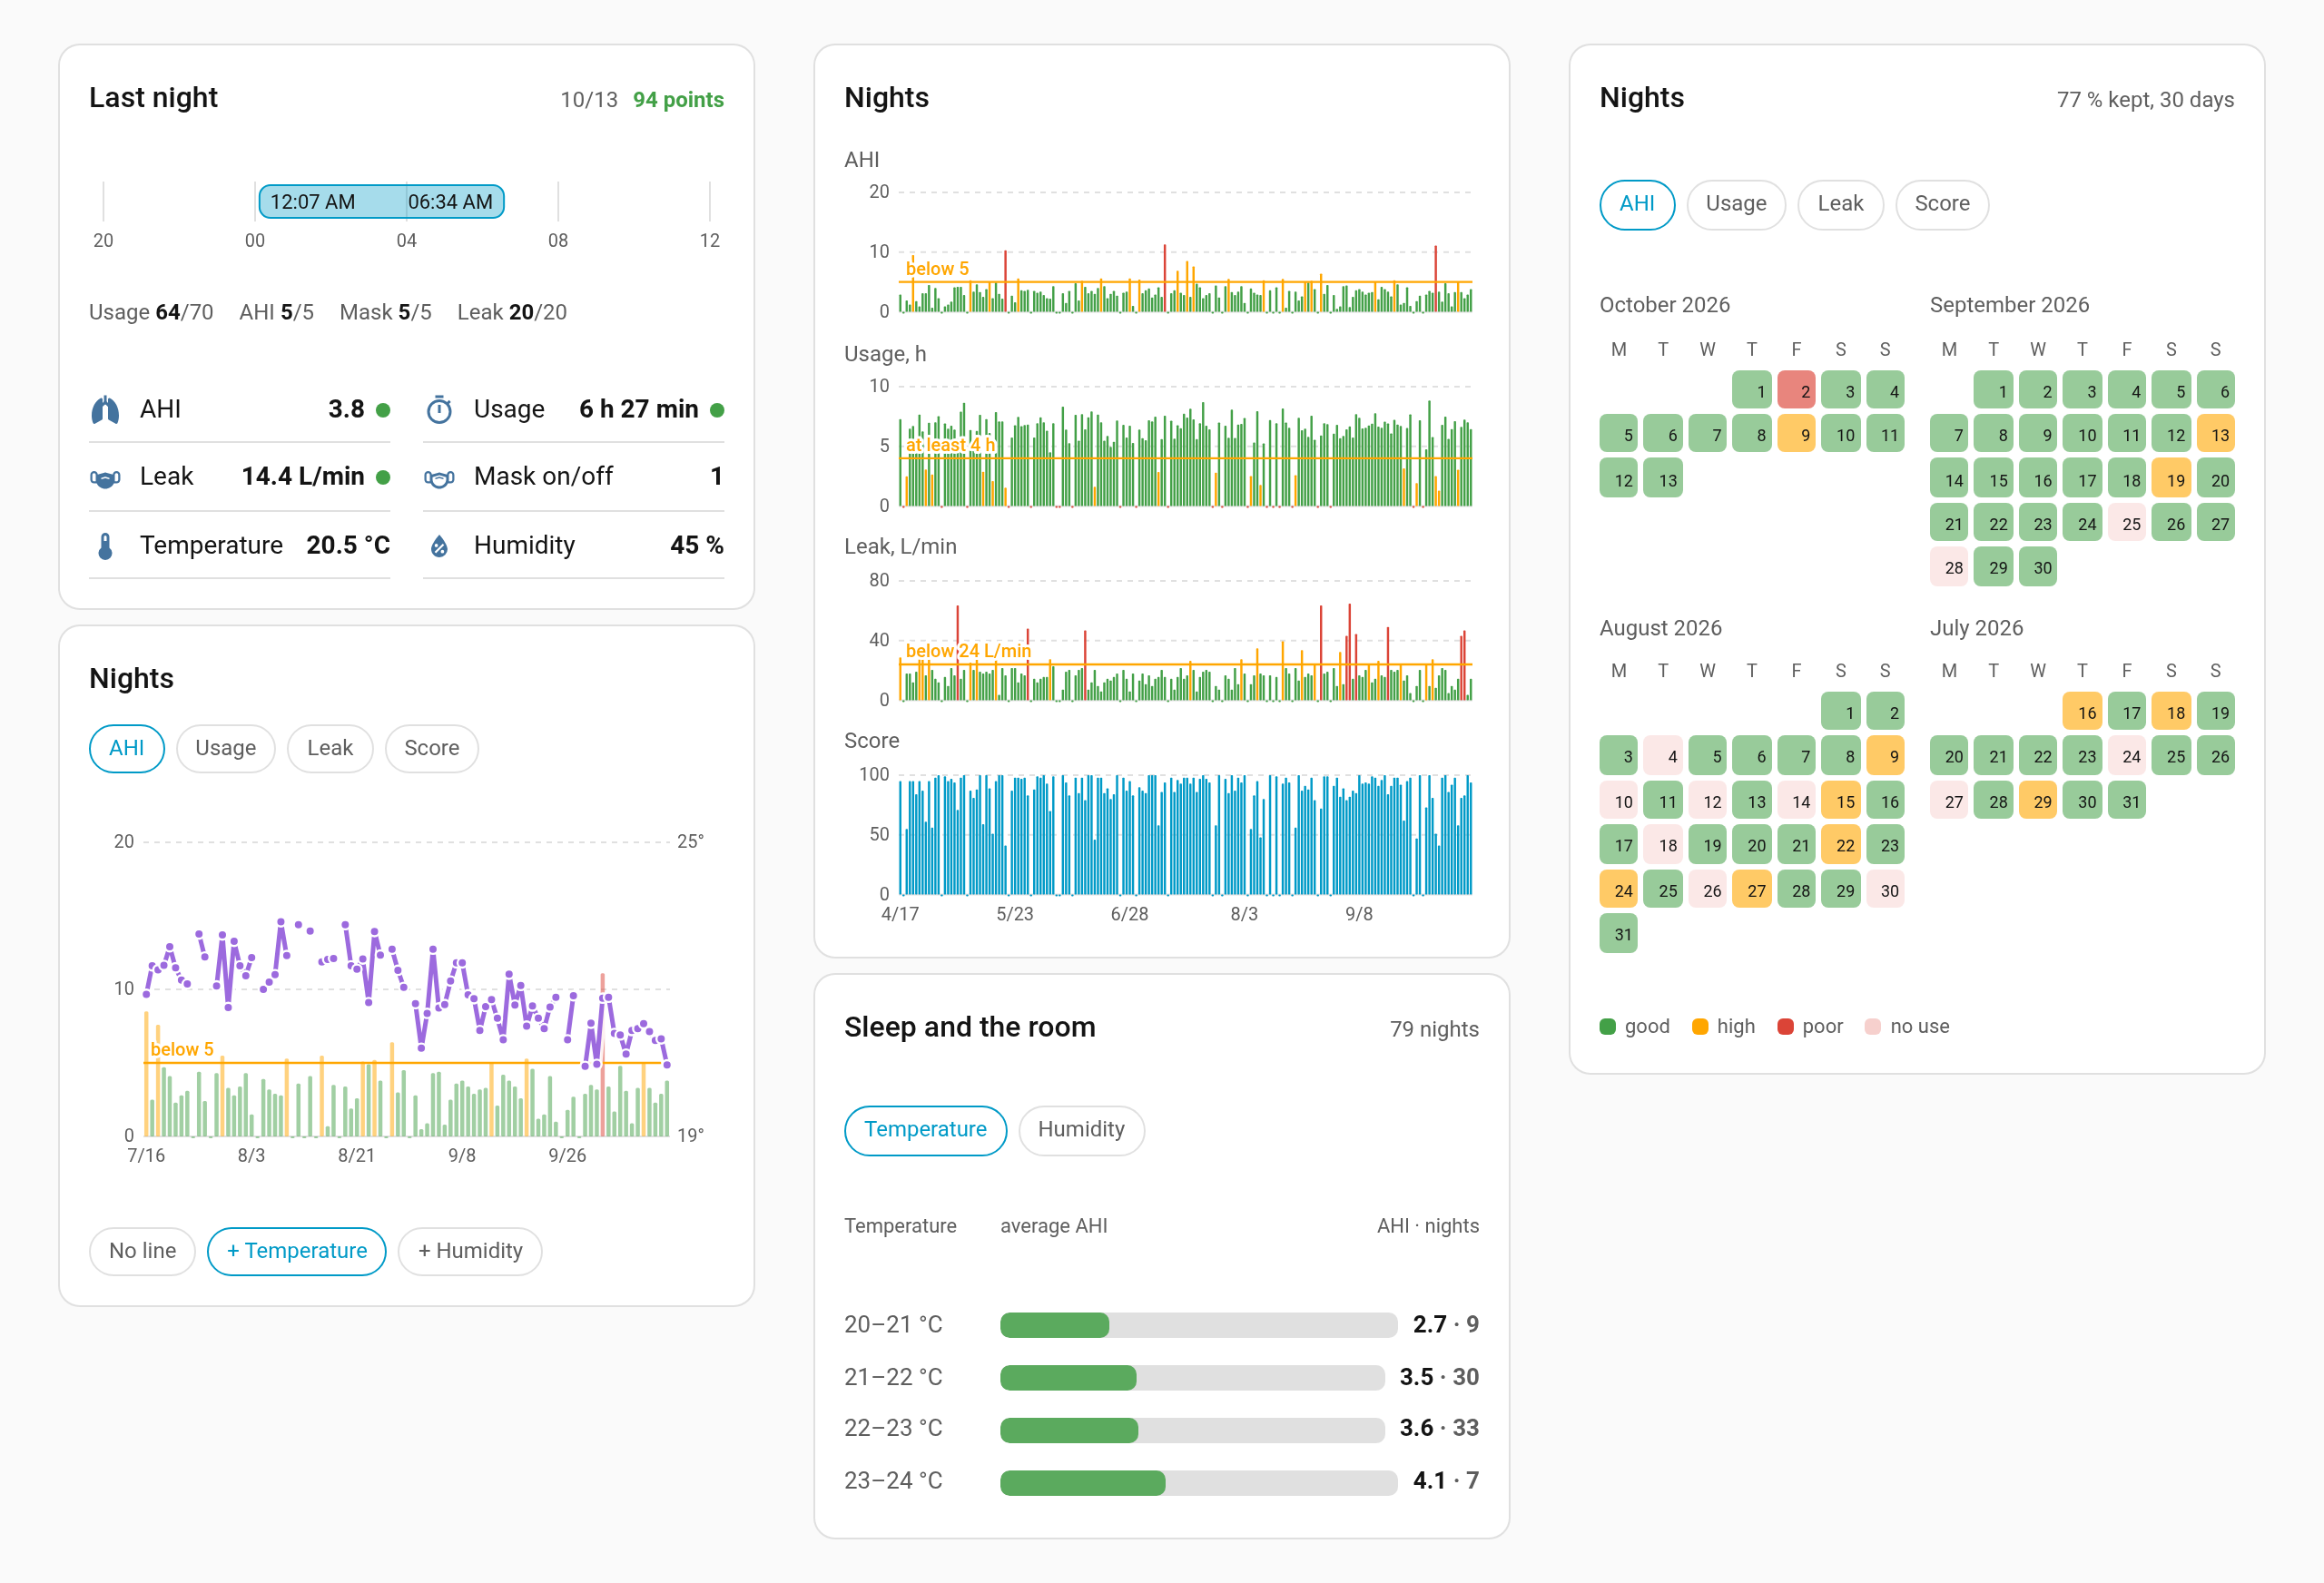 Last night
10/13 94 points
12:07 AM 06:34 AM
20 00 04 08 12
Usage 64/70 AHI 5/5 Mask 5/5 Leak 20/20
AHI 3.8
Usage 6 h 27 min
Leak 14.4 L/min
Mask on/off 1
Temperature 20.5 °C
Humidity 45 %
Nights
AHI Usage Leak Score
20 25°
10
below 5
0 19°
7/16 8/3 8/21 9/8 9/26
No line + Temperature + Humidity
Nights
AHI
20
10
below 5
0
Usage, h
10
5
at least 4 h
0
Leak, L/min
80
40
below 24 L/min
0
Score
100
50
0
4/17 5/23 6/28 8/3 9/8
Sleep and the room
79 nights
Temperature Humidity
Temperature average AHI AHI · nights
20–21 °C 2.7 · 9
21–22 °C 3.5 · 30
22–23 °C 3.6 · 33
23–24 °C 4.1 · 7
Nights
77 % kept, 30 days
AHI Usage Leak Score
October 2026
M T W T F S S
1 2 3 4
5 6 7 8 9 10 11
12 13
September 2026
M T W T F S S
1 2 3 4 5 6
7 8 9 10 11 12 13
14 15 16 17 18 19 20
21 22 23 24 25 26 27
28 29 30
August 2026
M T W T F S S
1 2
3 4 5 6 7 8 9
10 11 12 13 14 15 16
17 18 19 20 21 22 23
24 25 26 27 28 29 30
31
July 2026
M T W T F S S
16 17 18 19
20 21 22 23 24 25 26
27 28 29 30 31
good high poor no use